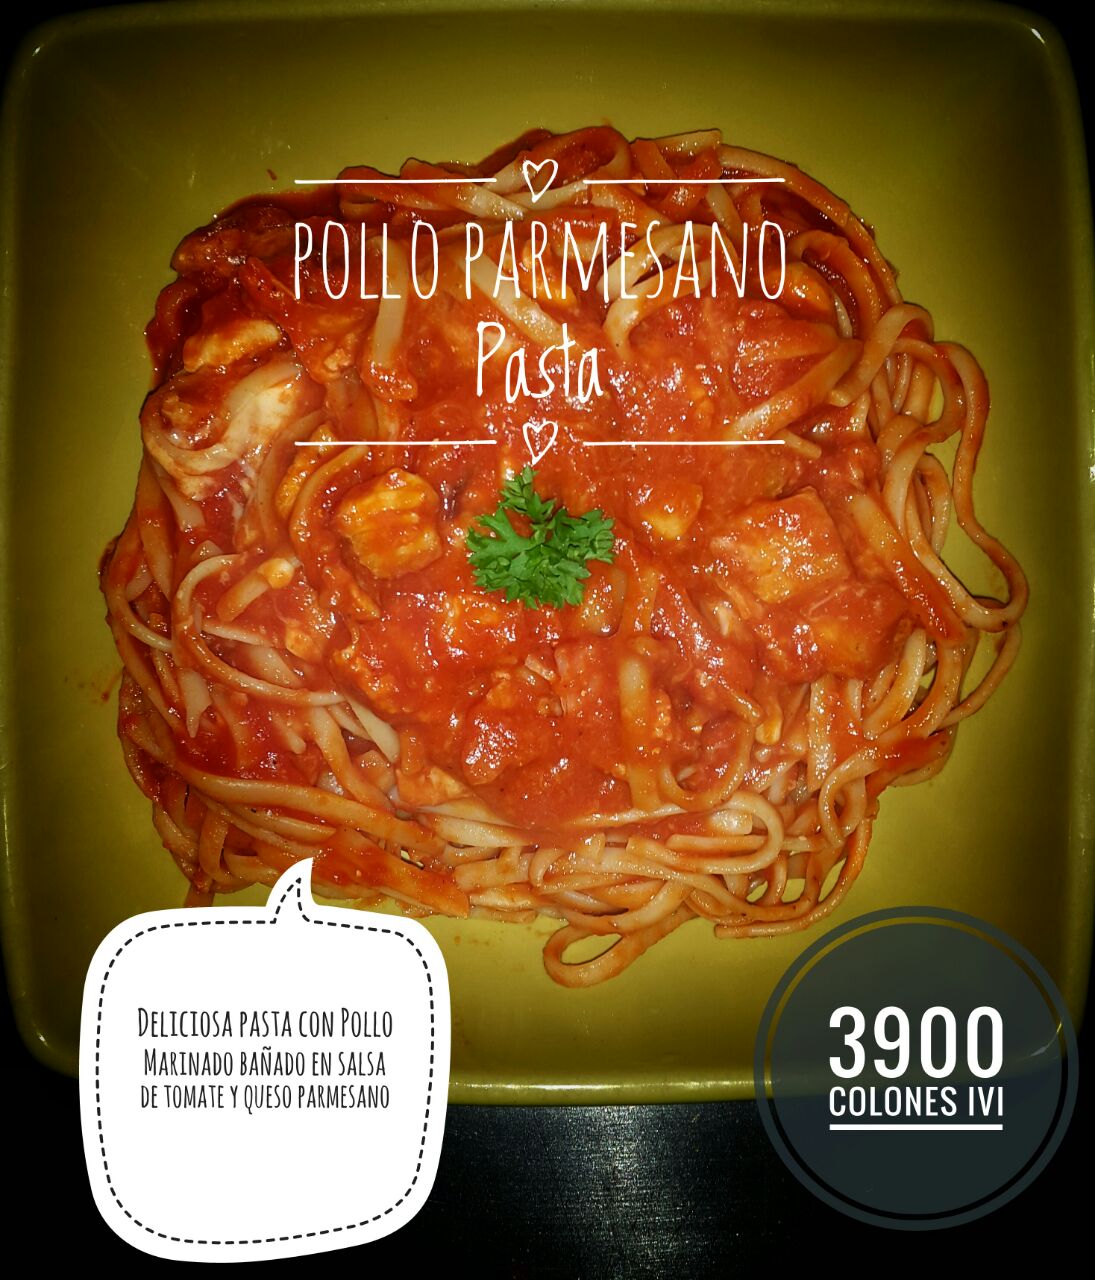 POLLO PARMESANO
Pasta
DELICIOSA PASTA CON POLLO
MARINADO BAÑADO EN SALSA
DE TOMATE Y QUESO PARMESANO
3900
COLONES IVI